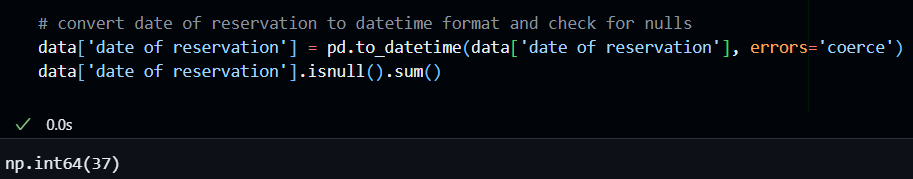 # convert date of reservation to datetime format and check for nulls
data['date of reservation'] = pd.to_datetime(data['date of reservation'], errors='coerce')
data['date of reservation'].isnull().sum()
0.0s
np.int64(37)